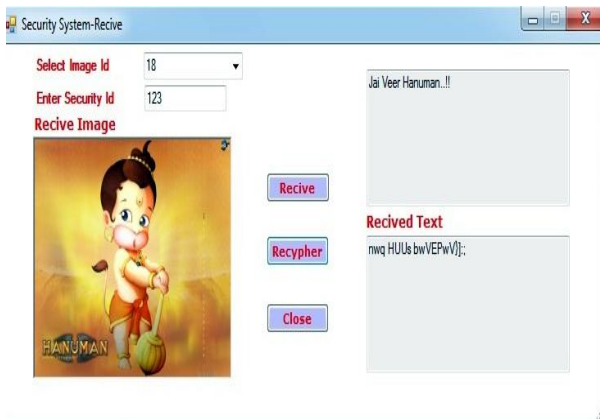 Security System-Recive
Select Image Id 18
Enter Security Id 123
Recive Image
HANUMAN
Recive
Recypher
Close
Jai Veer Hanuman..!!
Recived Text
nwq HUUs bwVEPwV}]:;